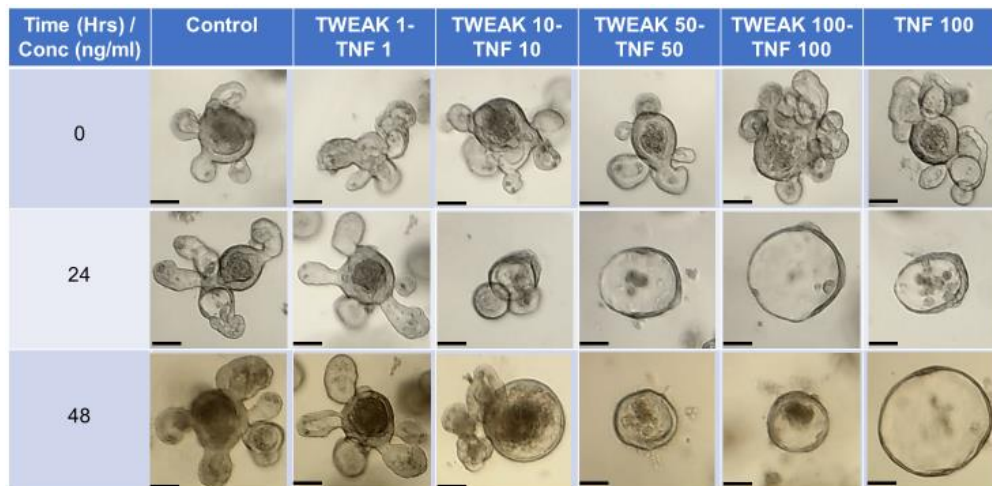 Time (Hrs) /
Conc (ng/ml)
Control
TWEAK 1-
TNF 1
TWEAK 10-
TNF 10
TWEAK 50-
TNF 50
TWEAK 100-
TNF 100
TNF 100
0
24
48